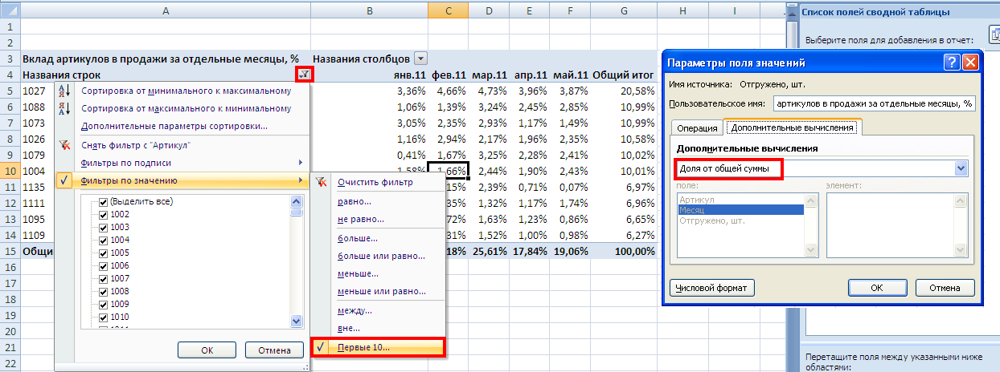 A B C D E F G H I
Список полей сводной таблицы
1
2
Выберите поля для добавления в отчет:
3 Вклад артикулов в продажи за отдельные месяцы, % Названия столбцов
4 Названия строк янв.11 фев.11 мар.11 апр.11 май.11 Общий итог
5 1027 3,36% 4,66% 4,73% 3,96% 3,87% 20,58%
6 1088 1,06% 1,39% 3,24% 2,45% 2,85% 10,99%
7 1073 3,05% 2,35% 2,93% 1,17% 1,49% 10,99%
8 1026 1,16% 2,94% 2,17% 1,96% 2,35% 10,58%
9 1079 0,41% 1,67% 3,25% 2,28% 2,41% 10,02%
10 1004 1,58% 1,66% 2,44% 1,90% 2,43% 10,01%
11 1135 15% 2,39% 0,71% 0,07% 6,97%
12 1111 35% 1,32% 1,17% 1,74% 6,96%
13 1095 72% 1,63% 1,23% 0,86% 6,65%
14 1109 31% 1,52% 1,00% 0,98% 6,27%
15 Общи 18% 25,61% 17,84% 19,06% 100,00%
16
17
18
19
20
21
22
Сортировка от минимального к максимальному
Сортировка от максимального к минимальному
Дополнительные параметры сортировки...
Снять фильтр с "Артикул"
Фильтры по подписи
Фильтры по значению
(Выделить все)
1002
1003
1004
1005
1006
1007
1008
1009
1010
ОК Отмена
Очистить фильтр
равно...
не равно...
больше...
больше или равно...
меньше...
меньше или равно...
между...
вне...
Первые 10...
Параметры поля значений
Имя источника: Отгружено, шт.
Пользовательское имя: артикулов в продажи за отдельные месяцы, %
Операция Дополнительные вычисления
Дополнительные вычисления
Доля от общей суммы
поле: элемент:
Артикул
Месяц
Отгружено, шт.
Числовой формат ОК Отмена
Перетащите поля между указанными ниже
областями: